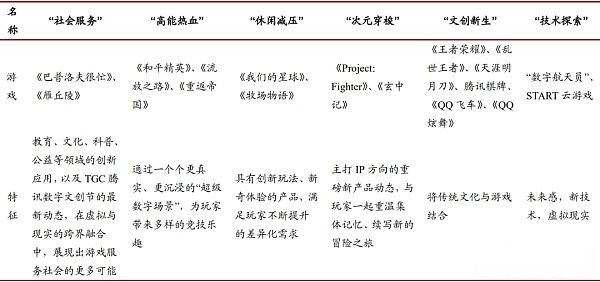 名称 “社会服务” “高能热血” “休闲减压” “次元穿梭” “文创新生” “技术探索”
游戏 《巴普洛夫很忙》、《雁丘陵》 《和平精英》、《流放之路》、《重返帝国》 《我们的星球》、《牧场物语》 《Project: Fighter》、《玄中记》 《王者荣耀》、《乱世王者》、《天涯明月刀》、腾讯棋牌、《QQ 飞车》、《QQ 炫舞》 “数字航天员”、START 云游戏
特征 教育、文化、科普、公益等领域的创新应用，以及 TGC 腾讯数字文创节的最新动态，在虚拟与现实的跨界融合中，展现出游戏服务社会的更多可能 通过一个个更真实、更沉浸的“超级数字场景”，为玩家带来多样的竞技乐趣 具有创新玩法、新奇体验的产品，满足玩家不断提升的差异化需求 主打 IP 方向的重磅新产品动态，与玩家一起重温集体记忆、续写新的冒险之旅 将传统文化与游戏结合 未来感，新技术，虚拟现实